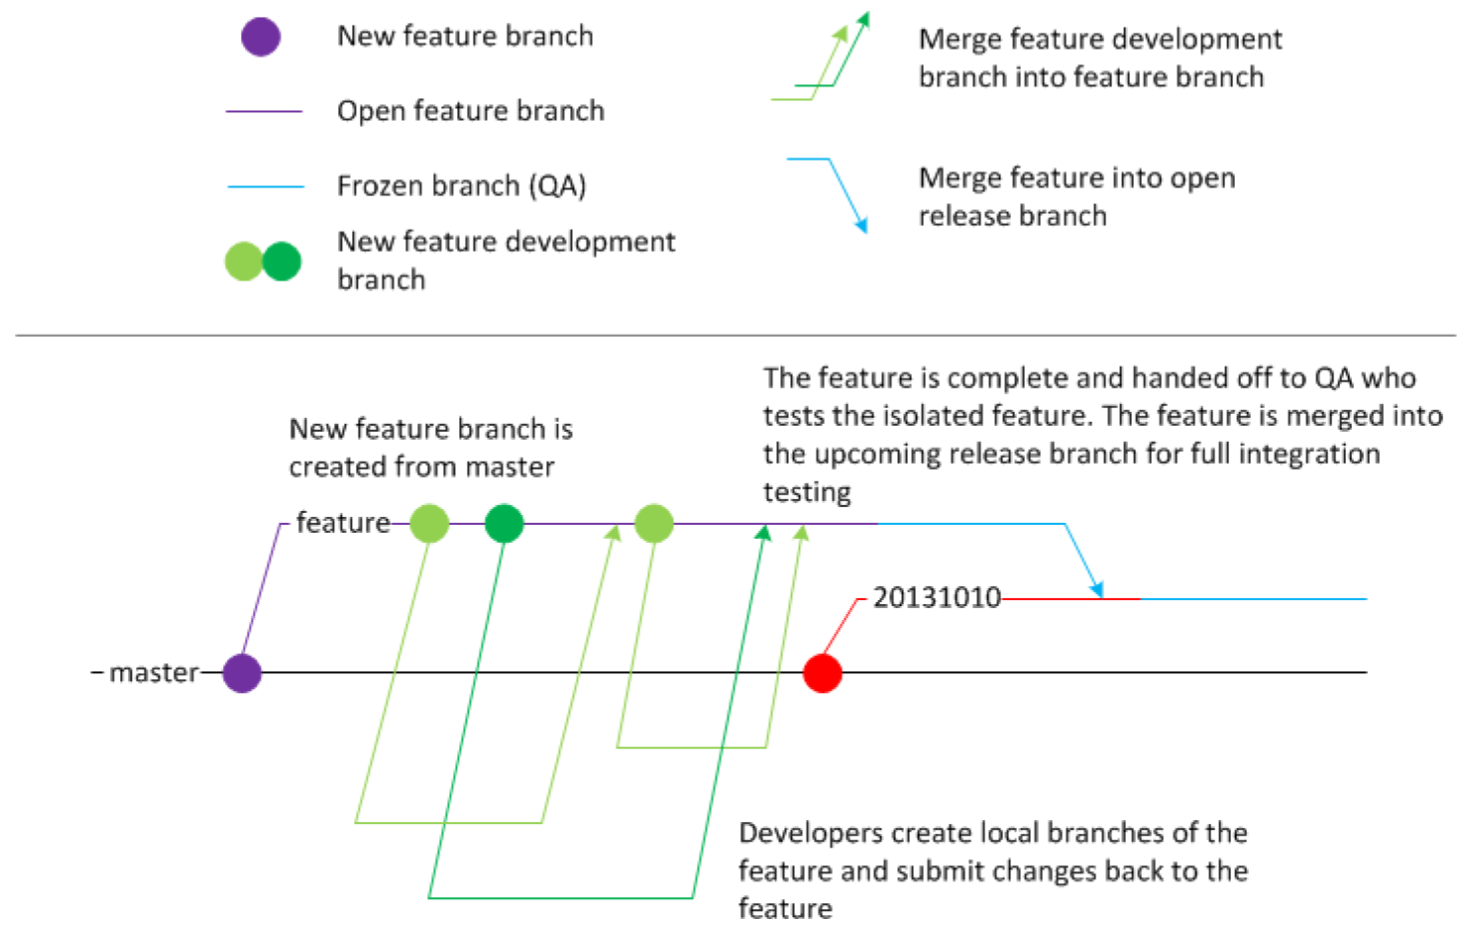 New feature branch
Open feature branch
Frozen branch (QA)
New feature development
branch
Merge feature development
branch into feature branch
Merge feature into open
release branch
The feature is complete and handed off to QA who
tests the isolated feature. The feature is merged into
the upcoming release branch for full integration
testing
New feature branch is
created from master
feature
20131010
master
Developers create local branches of the
feature and submit changes back to the
feature